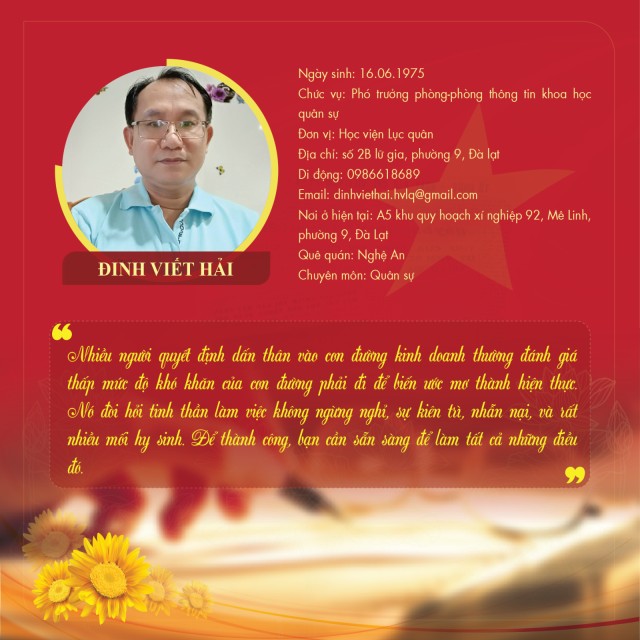 Ngày sinh: 16.06.1975
Chức vụ: Phó trưởng phòng-phòng thông tin khoa học
quân sự
Đơn vị: Học viện Lục quân
Địa chỉ: số 2B lữ gia, phường 9, Đà lạt
Di động: 0986618689
Email: dinhviethai.hvlq@gmail.com
Nơi ở hiện tại: A5 khu quy hoạch xí nghiệp 92, Mê Linh,
phường 9, Đà Lạt
Quê quán: Nghệ An
Chuyên môn: Quân sự
ĐINH VIẾT HẢI
“
Nhiều người quyết định dấn thân vào con đường kinh doanh thường đánh giá
thấp mức độ khó khăn của con đường phải đi để biến ước mơ thành hiện thực.
Nó đòi hỏi tinh thần làm việc không ngừng nghỉ, sự kiên trì, nhẫn nại, và rất
nhiều mồi hy sinh. Để thành công, bạn cần sẵn sàng để làm tất cả những điều
đó.
”